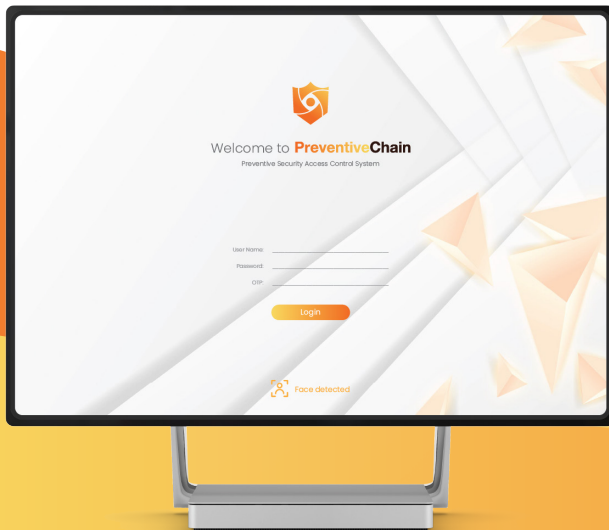 Welcome to PreventiveChain
Preventive Security Access Control System
User Name:
Password:
OTP:
Login
Face detected